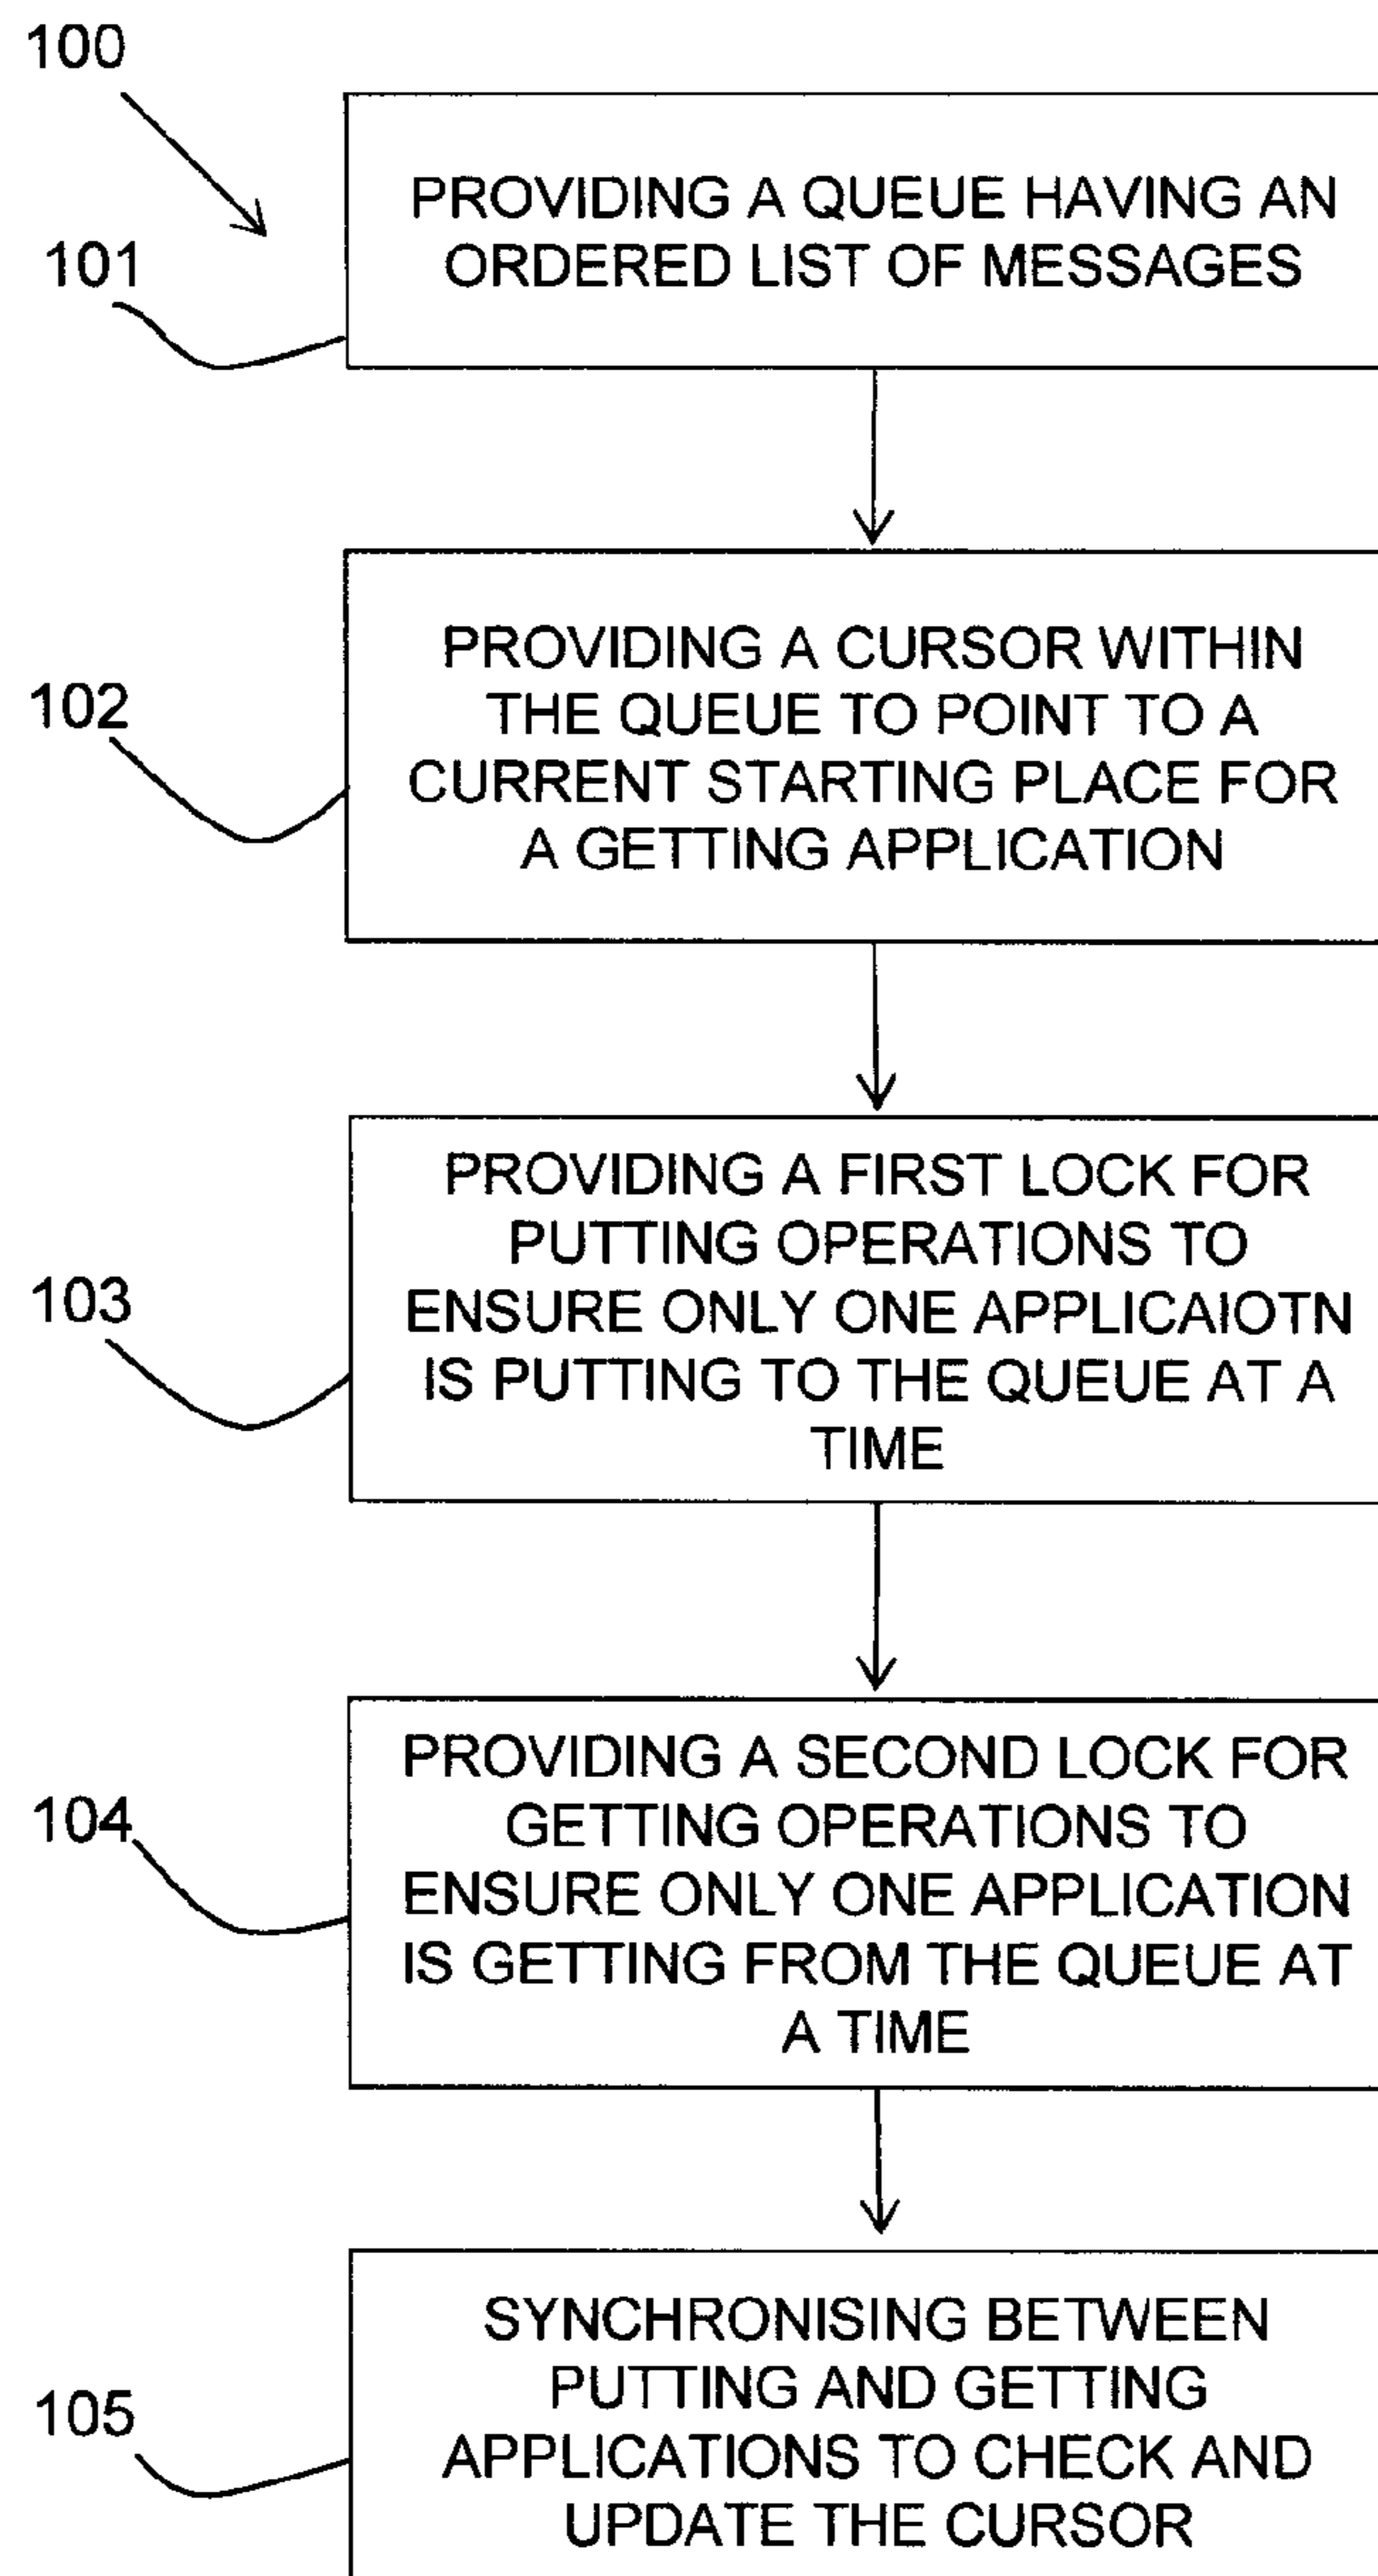 100
101
PROVIDING A QUEUE HAVING AN
ORDERED LIST OF MESSAGES
102
PROVIDING A CURSOR WITHIN
THE QUEUE TO POINT TO A
CURRENT STARTING PLACE FOR
A GETTING APPLICATION
103
PROVIDING A FIRST LOCK FOR
PUTTING OPERATIONS TO
ENSURE ONLY ONE APPLICAIOTN
IS PUTTING TO THE QUEUE AT A
TIME
104
PROVIDING A SECOND LOCK FOR
GETTING OPERATIONS TO
ENSURE ONLY ONE APPLICATION
IS GETTING FROM THE QUEUE AT
A TIME
105
SYNCHRONISING BETWEEN
PUTTING AND GETTING
APPLICATIONS TO CHECK AND
UPDATE THE CURSOR